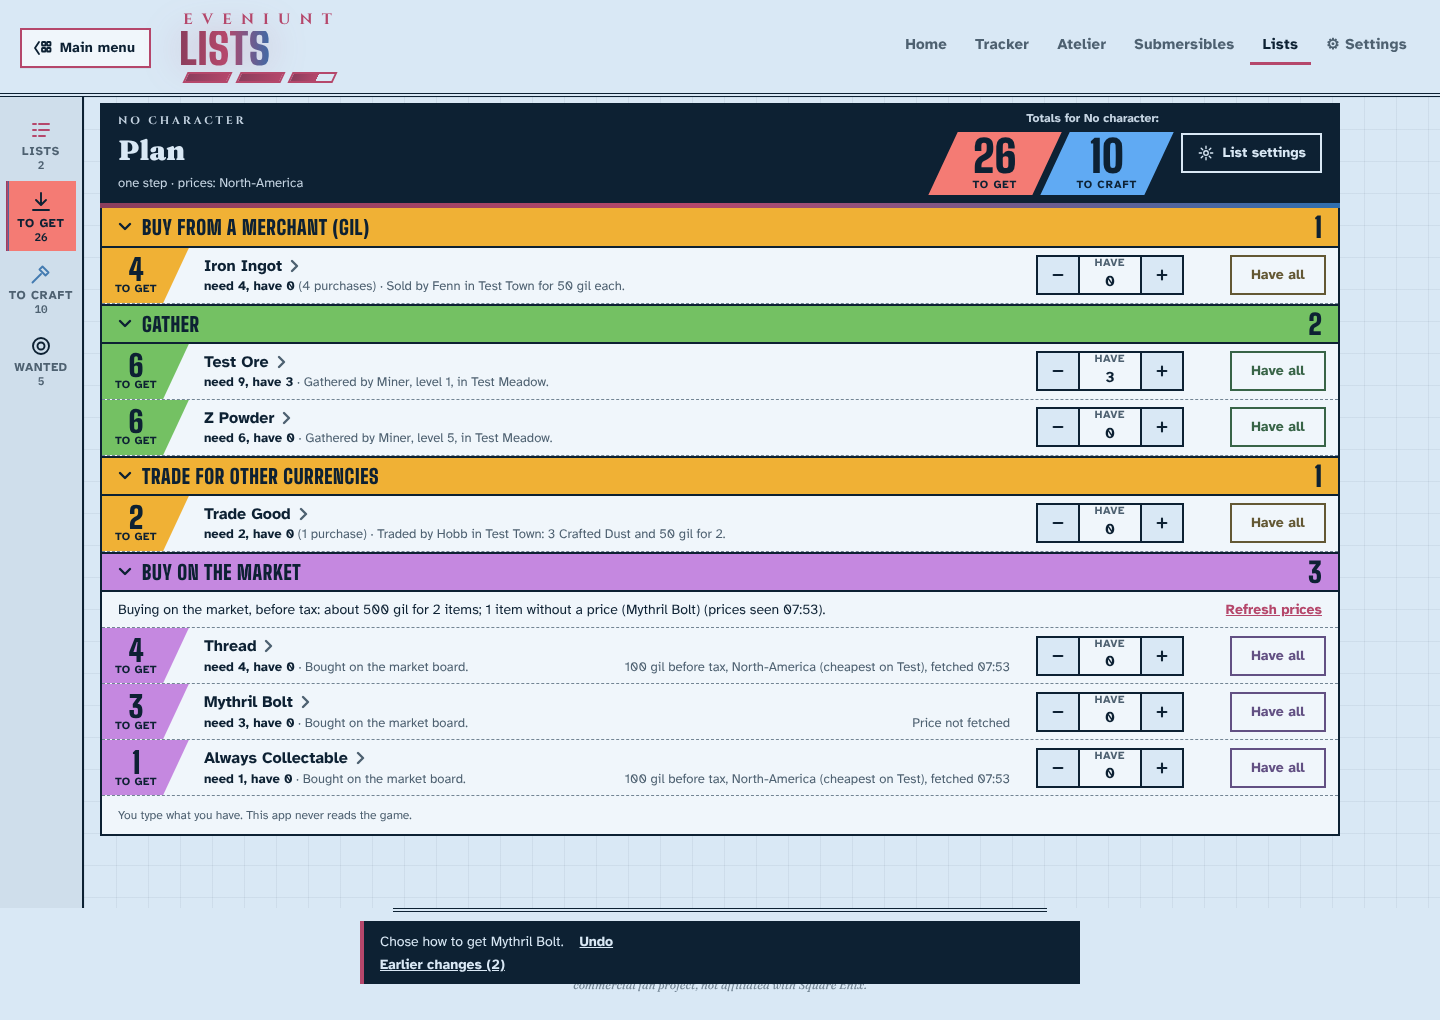 Main menu
EVENIUNT
LISTS
Home
Tracker
Atelier
Submersibles
Lists
Settings
LISTS
2
TO GET
26
TO CRAFT
10
WANTED
5
NO CHARACTER
Plan
one step · prices: North-America
Totals for No character:
26
TO GET
10
TO CRAFT
List settings
BUY FROM A MERCHANT (GIL)
1
4
TO GET
Iron Ingot
need 4, have 0 (4 purchases) · Sold by Fenn in Test Town for 50 gil each.
−
HAVE
0
+
Have all
GATHER
2
6
TO GET
Test Ore
need 9, have 3 · Gathered by Miner, level 1, in Test Meadow.
−
HAVE
3
+
Have all
6
TO GET
Z Powder
need 6, have 0 · Gathered by Miner, level 5, in Test Meadow.
−
HAVE
0
+
Have all
TRADE FOR OTHER CURRENCIES
1
2
TO GET
Trade Good
need 2, have 0 (1 purchase) · Traded by Hobb in Test Town: 3 Crafted Dust and 50 gil for 2.
−
HAVE
0
+
Have all
BUY ON THE MARKET
3
Buying on the market, before tax: about 500 gil for 2 items; 1 item without a price (Mythril Bolt) (prices seen 07:53).
Refresh prices
4
TO GET
Thread
need 4, have 0 · Bought on the market board.
100 gil before tax, North-America (cheapest on Test), fetched 07:53
−
HAVE
0
+
Have all
3
TO GET
Mythril Bolt
need 3, have 0 · Bought on the market board.
Price not fetched
−
HAVE
0
+
Have all
1
TO GET
Always Collectable
need 1, have 0 · Bought on the market board.
100 gil before tax, North-America (cheapest on Test), fetched 07:53
−
HAVE
0
+
Have all
You type what you have. This app never reads the game.
Chose how to get Mythril Bolt. Undo
Earlier changes (2)
commercial fan project, not affiliated with Square Enix.